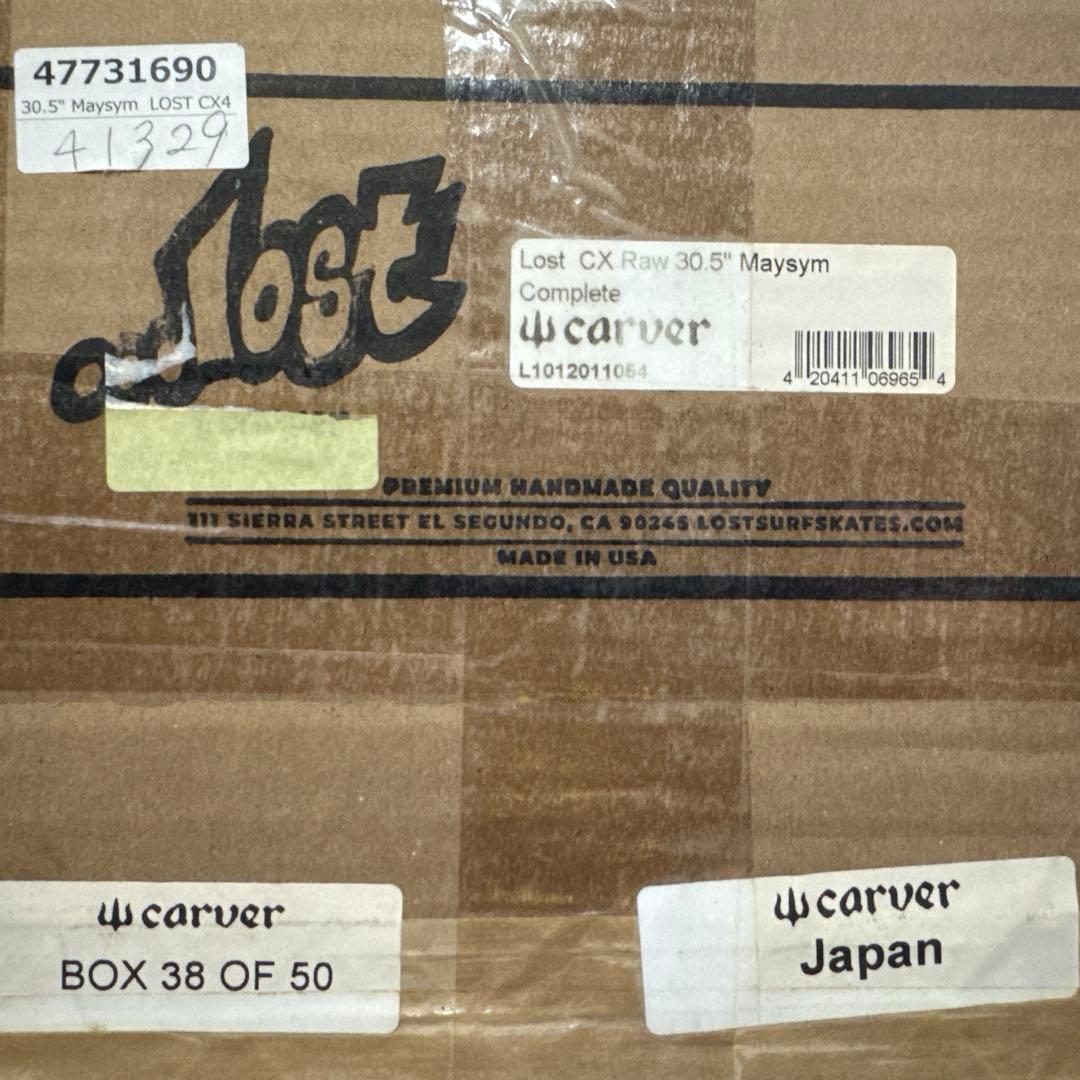 47731690
30.5" Maysym LOST CX4
41329
Lost
Lost CX Raw 30.5" Maysym
Complete
carver
L1012011054
4 20411 06965 4
PREMIUM HANDMADE QUALITY
111 SIERRA STREET EL SEGUNDO, CA 90245 LOSTSURFSKATES.COM
MADE IN USA
carver
BOX 38 OF 50
carver
Japan